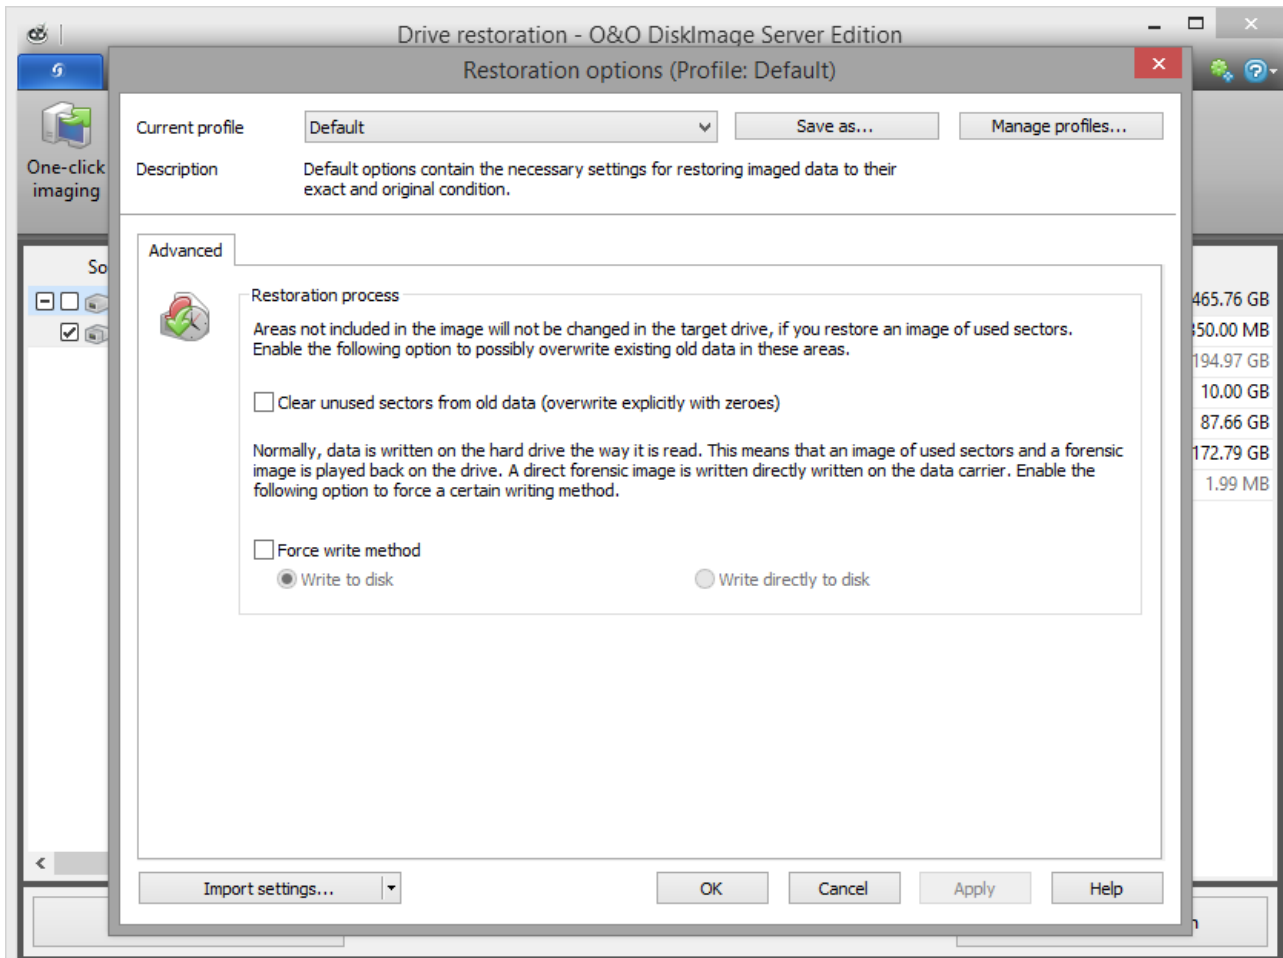 Drive restoration - O&O DiskImage Server Edition
Restoration options (Profile: Default)
One-click
imaging
Current profile
Default
Save as...
Manage profiles...
Description
Default options contain the necessary settings for restoring imaged data to their
exact and original condition.
Advanced
So
Restoration process
Areas not included in the image will not be changed in the target drive, if you restore an image of used sectors.
Enable the following option to possibly overwrite existing old data in these areas.
Clear unused sectors from old data (overwrite explicitly with zeroes)
Normally, data is written on the hard drive the way it is read. This means that an image of used sectors and a forensic
image is played back on the drive. A direct forensic image is written directly written on the data carrier. Enable the
following option to force a certain writing method.
Force write method
Write to disk
Write directly to disk
465.76 GB
350.00 MB
194.97 GB
10.00 GB
87.66 GB
172.79 GB
1.99 MB
Import settings...
OK
Cancel
Apply
Help